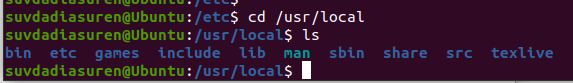 suvdadiasuren@Ubuntu:/etc$ cd /usr/local
suvdadiasuren@Ubuntu:/usr/local$ ls
bin  etc  games  include  lib  man  sbin  share  src  texlive
suvdadiasuren@Ubuntu:/usr/local$